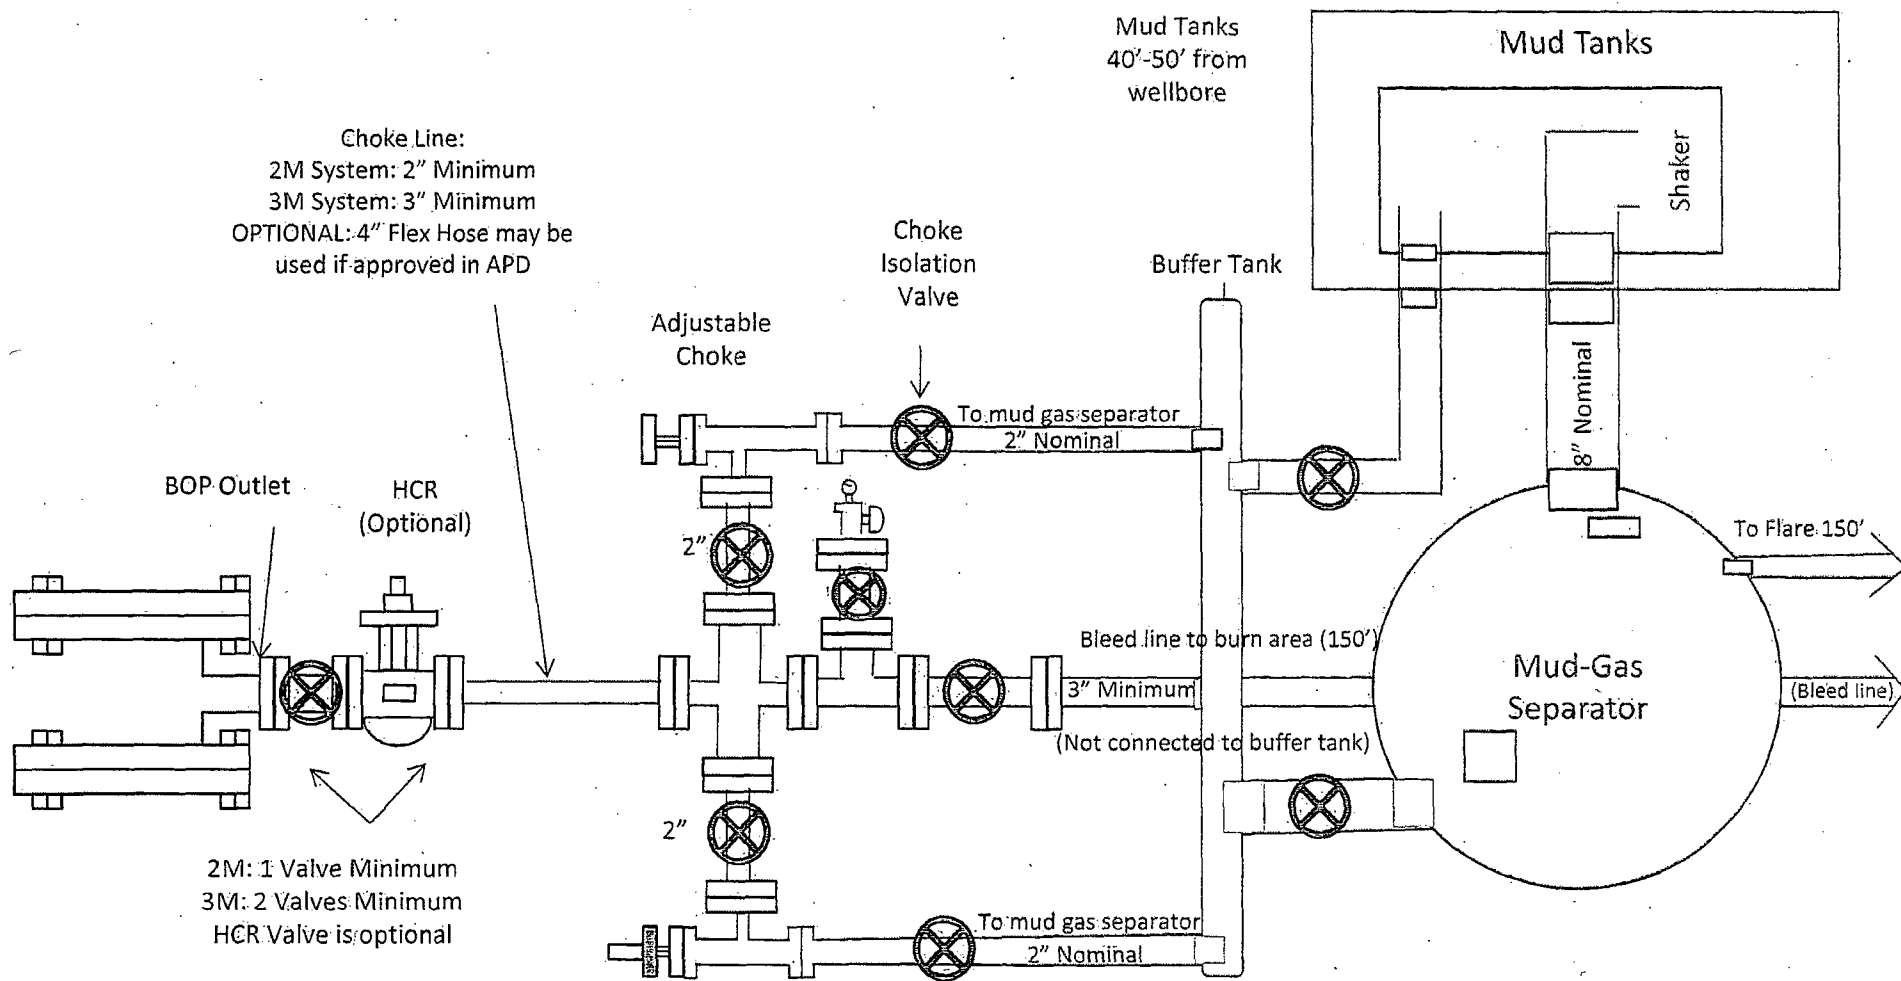 Mud Tanks
40'-50' from
wellbore
Mud Tanks
Shaker
Choke Line:
2M System: 2" Minimum
3M System: 3" Minimum
OPTIONAL: 4" Flex Hose may be
used if approved in APD
Choke
Isolation
Valve
Buffer Tank
Adjustable
Choke
To mud gas separator
2" Nominal
8" Nominal
BOP Outlet
HCR
(Optional)
2"
To Flare 150'
Bleed line to burn area (150')
3" Minimum
(Not connected to buffer tank)
Mud-Gas
Separator
(Bleed line)
2"
2M: 1 Valve Minimum
3M: 2 Valves Minimum
HCR Valve is optional
To mud gas separator
2" Nominal